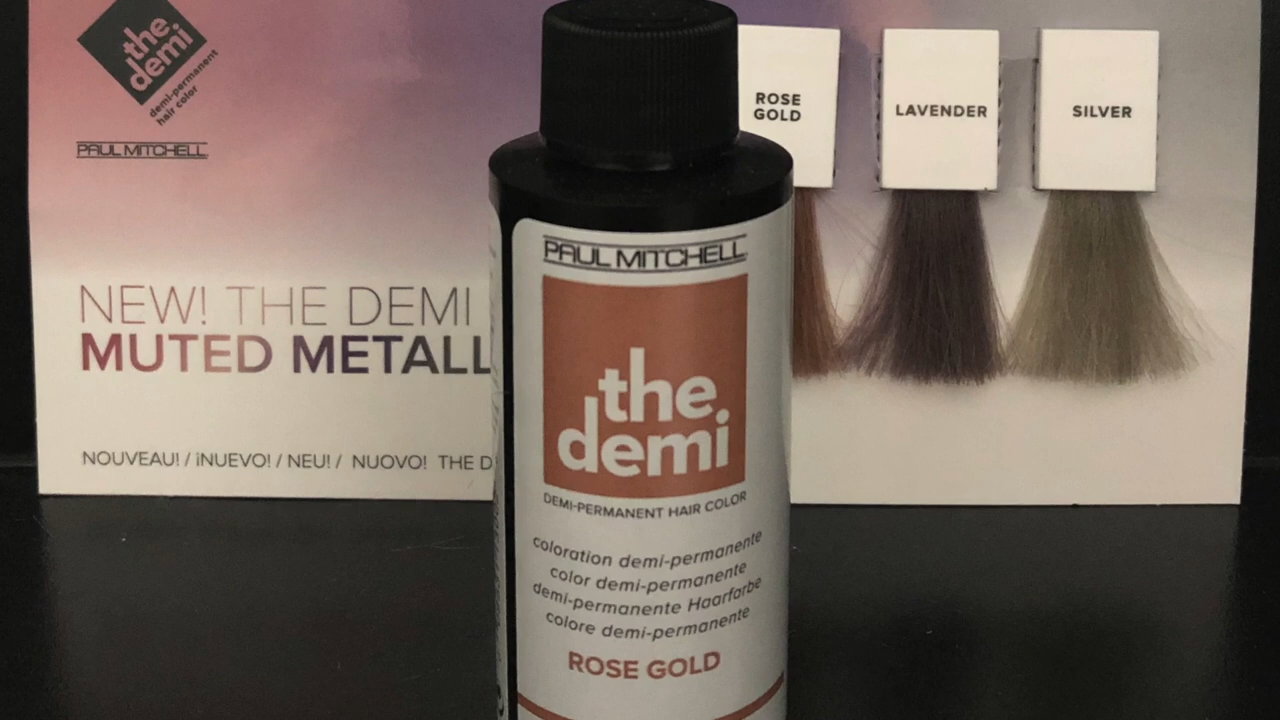 the
demi
demi-permanent
hair color
PAUL MITCHELL
NEW! THE DEMI
MUTED METALL
NOUVEAU! / ¡NUEVO! / NEU! / NUOVO! THE D
ROSE
GOLD
LAVENDER
SILVER
PAUL MITCHELL
the
demi
DEMI-PERMANENT HAIR COLOR
coloration demi-permanente
color demi-permanente
demi-permanente Haarfarbe
colore demi-permanente
ROSE GOLD